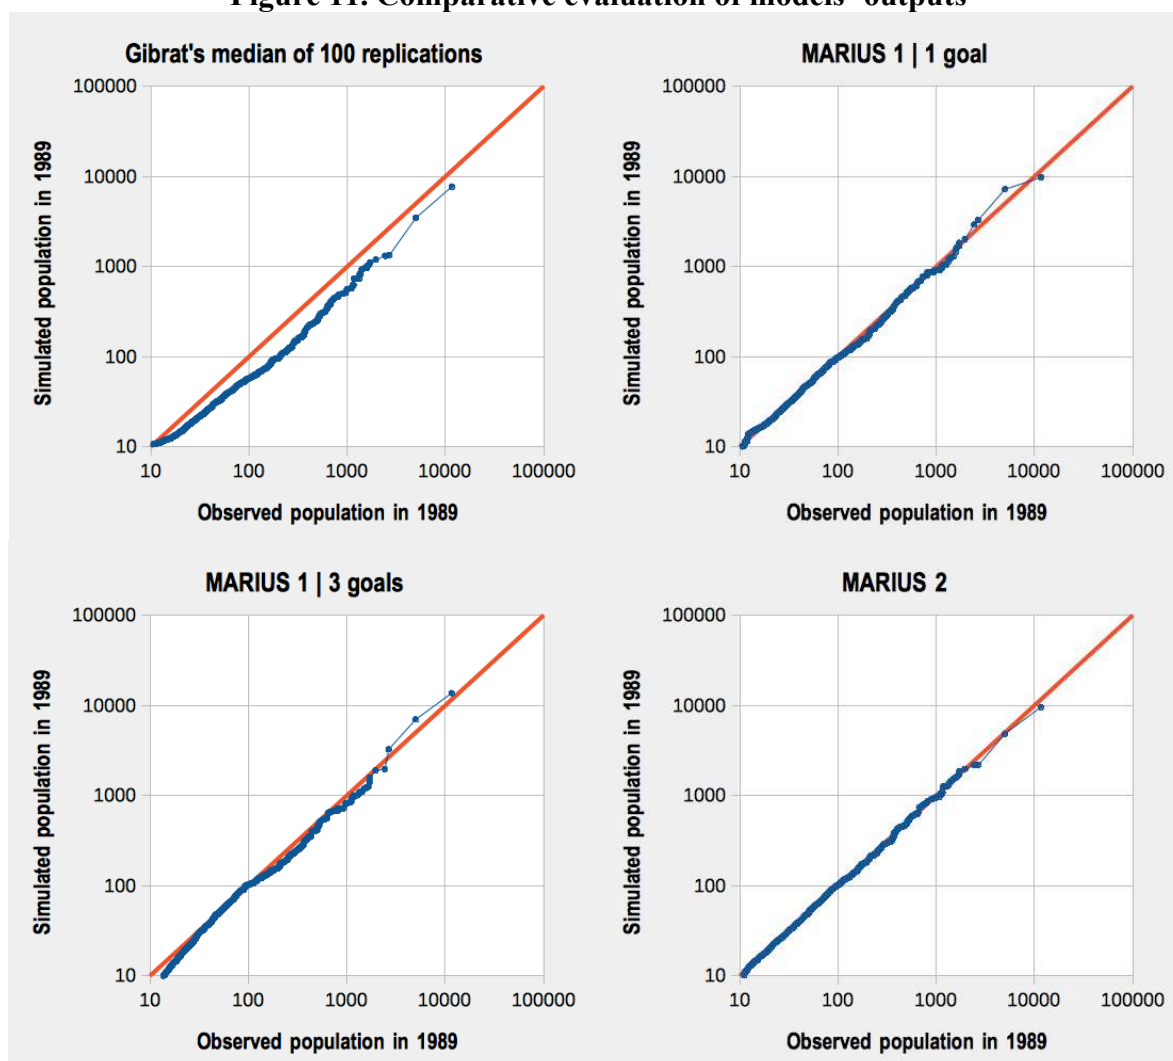 Figure 11. Comparative evaluation of models' outputs
Gibrat's median of 100 replications
100000
10000
1000
100
10
Simulated population in 1989
10 100 1000 10000 100000
Observed population in 1989
MARIUS 1 | 1 goal
100000
10000
1000
100
10
Simulated population in 1989
10 100 1000 10000 100000
Observed population in 1989
MARIUS 1 | 3 goals
100000
10000
1000
100
10
Simulated population in 1989
10 100 1000 10000 100000
Observed population in 1989
MARIUS 2
100000
10000
1000
100
10
Simulated population in 1989
10 100 1000 10000 100000
Observed population in 1989